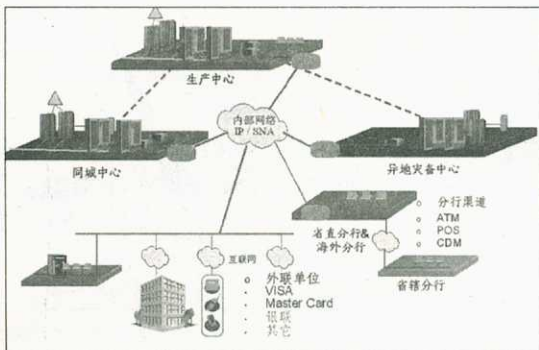 生产中心
内部网络
IP / SNA
同城中心
异地灾备中心
省直分行&
海外分行
o 分行渠道
o ATM
o POS
o CDM
省辖分行
互联网
o 外联单位
. VISA
. Master Card
. 银联
. 其它